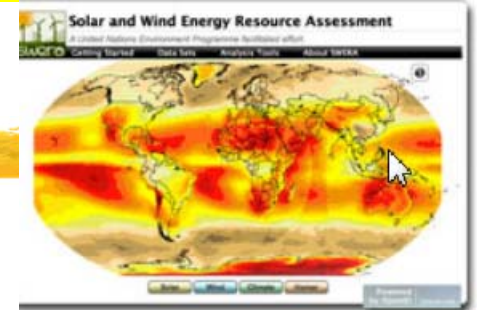 Solar and Wind Energy Resource Assessment
A United Nations Environment Programme facilitated effort
SWERA Getting Started Data Sets Analysis Tools About SWERA
Solar Wind Climate
Powered